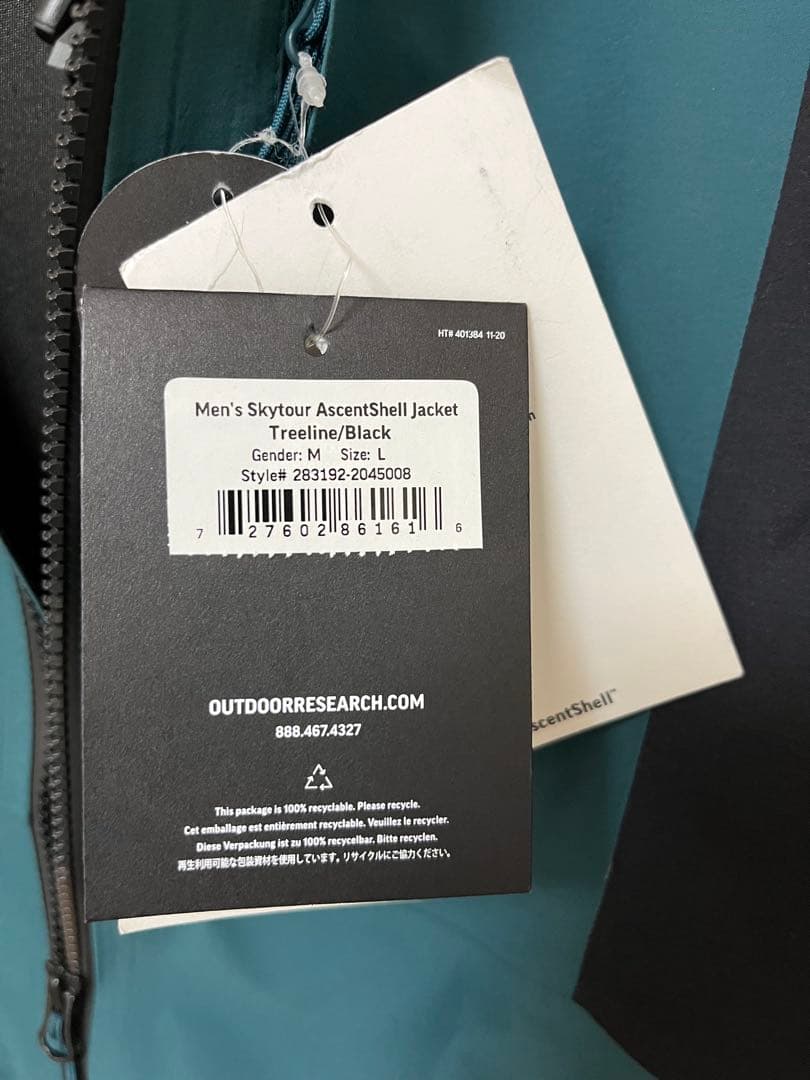 HT# 401384 11-20
Men's Skytour AscentShell Jacket
Treeline/Black
Gender: M Size: L
Style# 283192-2045008
7 27602 86161 6
OUTDOORRESEARCH.COM
888.467.4327
This package is 100% recyclable. Please recycle.
Cet emballage est entièrement recyclable. Veuillez le recycler.
Diese Verpackung ist zu 100% recycelbar. Bitte recyclen.
再生利用可能な包装資材を使用しています。リサイクルにご協力ください。
scentShell™